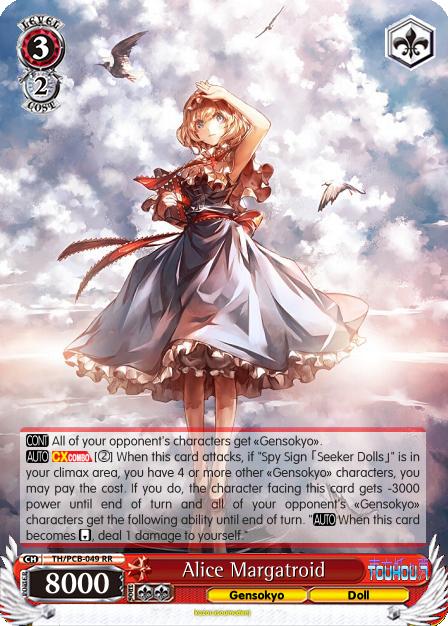 LEVEL
3
2
COST
CONT All of your opponent's characters get «Gensokyo».
AUTO CXCOMBO [②] When this card attacks, if "Spy Sign「Seeker Dolls」" is in
your climax area, you have 4 or more other «Gensokyo» characters, you
may pay the cost. If you do, the character facing this card gets -3000
power until end of turn and all of your opponent's «Gensokyo»
characters get the following ability until end of turn. "AUTO When this card
becomes [ ], deal 1 damage to yourself."
CH TH/PCB-049 RR
POWER 8000 SOUL
Alice Margatroid
Gensokyo
Doll
TOUHOU